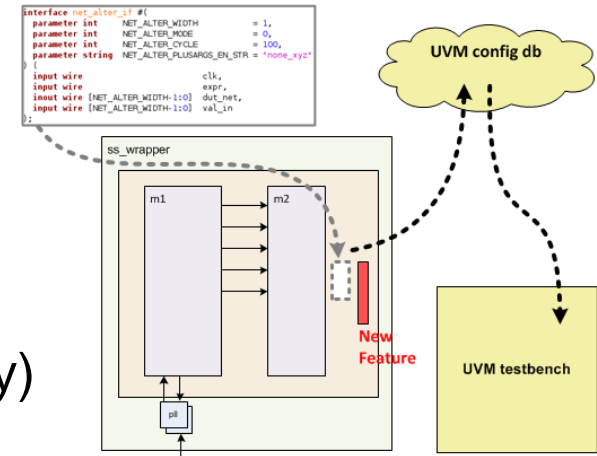 interface net_alter_if #(
parameter int NET_ALTER_WIDTH = 1,
parameter int NET_ALTER_MODE = 0,
parameter int NET_ALTER_CYCLE = 100,
parameter string NET_ALTER_PLUSARGS_EN_STR = "none_xyz"
) (
input wire clk,
input wire expr,
inout wire [NET_ALTER_WIDTH-1:0] dut_net,
input wire [NET_ALTER_WIDTH-1:0] val_in
);
UVM config db
ss_wrapper
m1
m2
New
Feature
y)
pll
UVM testbench